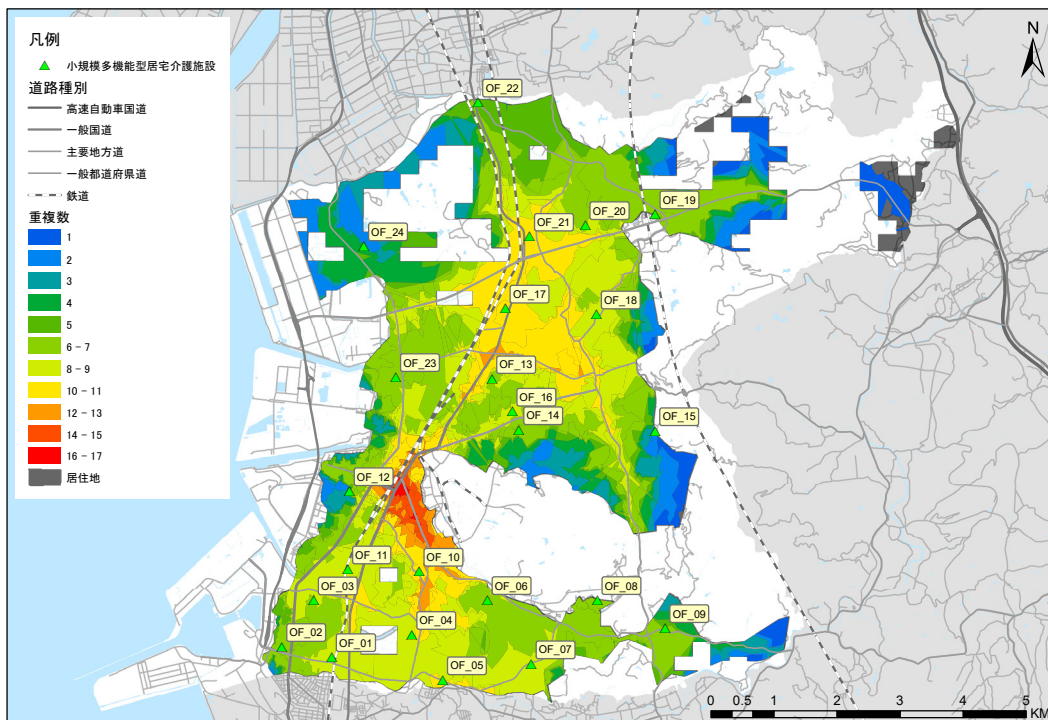 凡例
小規模多機能型居宅介護施設
道路種別
高速自動車国道
一般国道
主要地方道
一般都道府県道
鉄道
重複数
1
2
3
4
5
6 - 7
8 - 9
10 - 11
12 - 13
14 - 15
16 - 17
居住地
N
OF_22
OF_19
OF_20
OF_21
OF_24
OF_17
OF_18
OF_13
OF_23
OF_16
OF_14
OF_15
OF_12
OF_11
OF_10
OF_03
OF_06
OF_08
OF_09
OF_02
OF_01
OF_04
OF_07
OF_05
0 0.5 1 2 3 4 5
KM